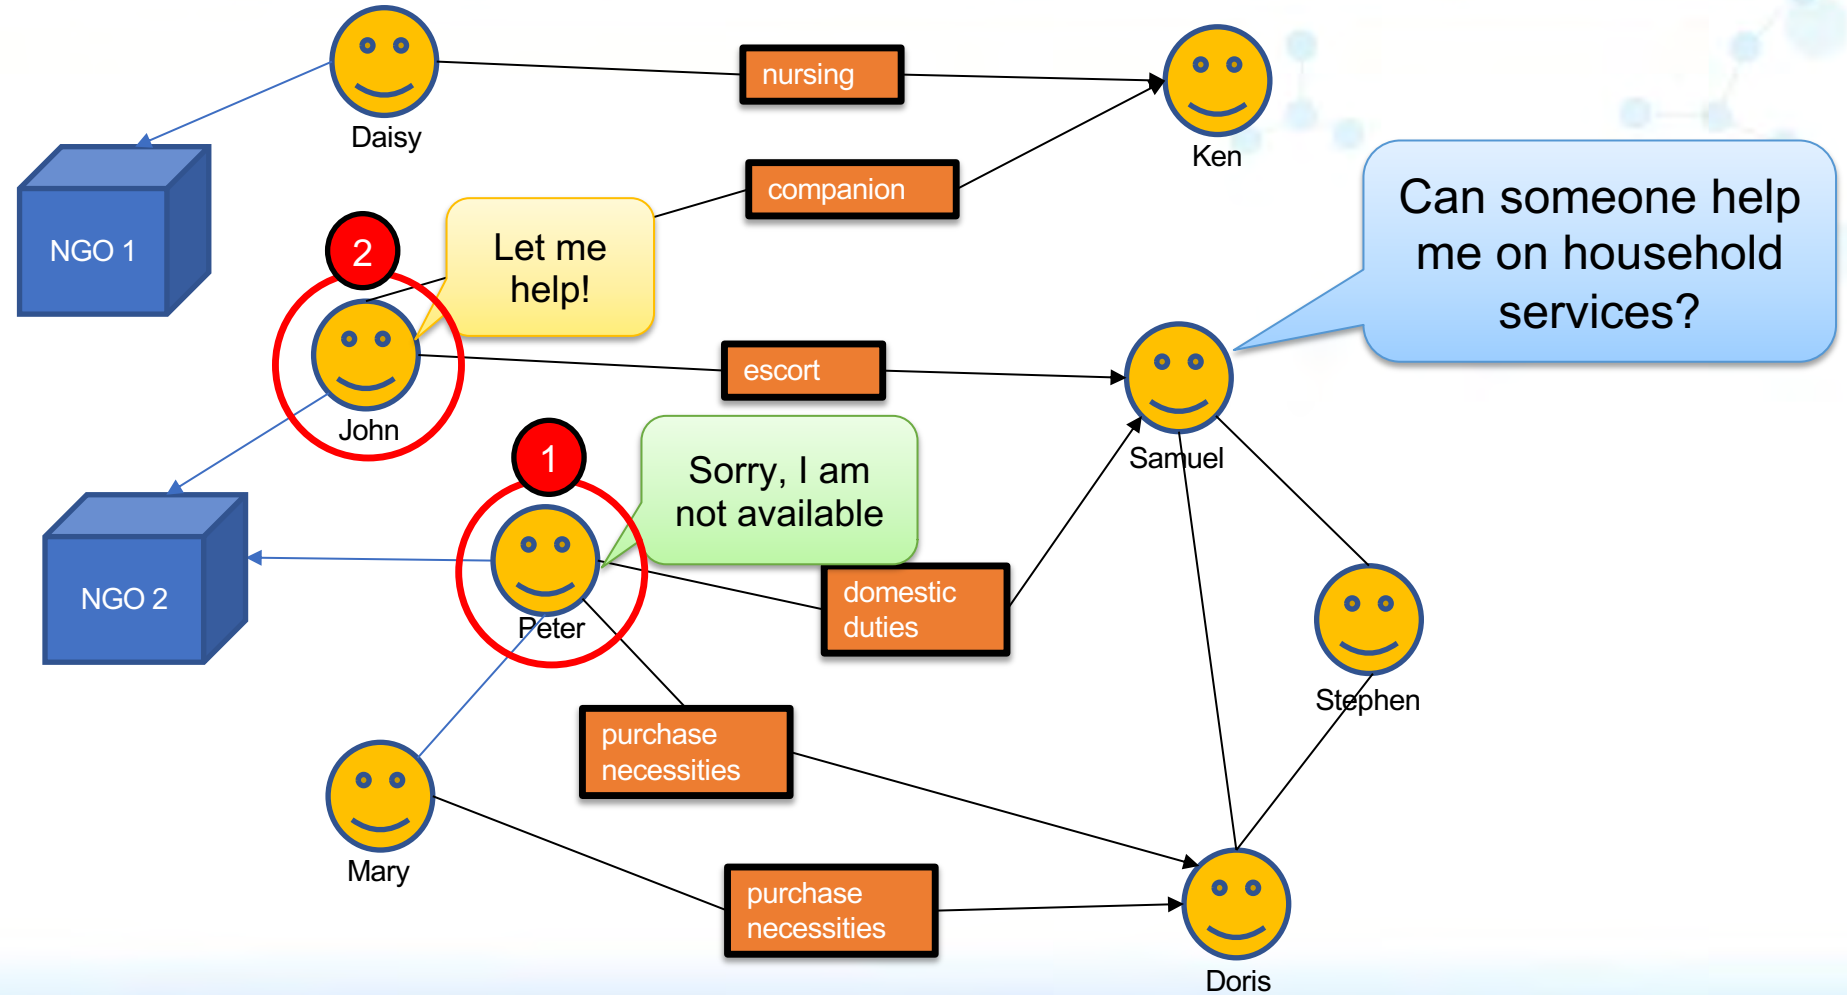 Daisy
nursing
Ken
companion
NGO 1
2
Let me
help!
Can someone help
me on household
services?
John
escort
Samuel
1
Sorry, I am
not available
NGO 2
Peter
domestic
duties
Stephen
purchase
necessities
Mary
purchase
necessities
Doris